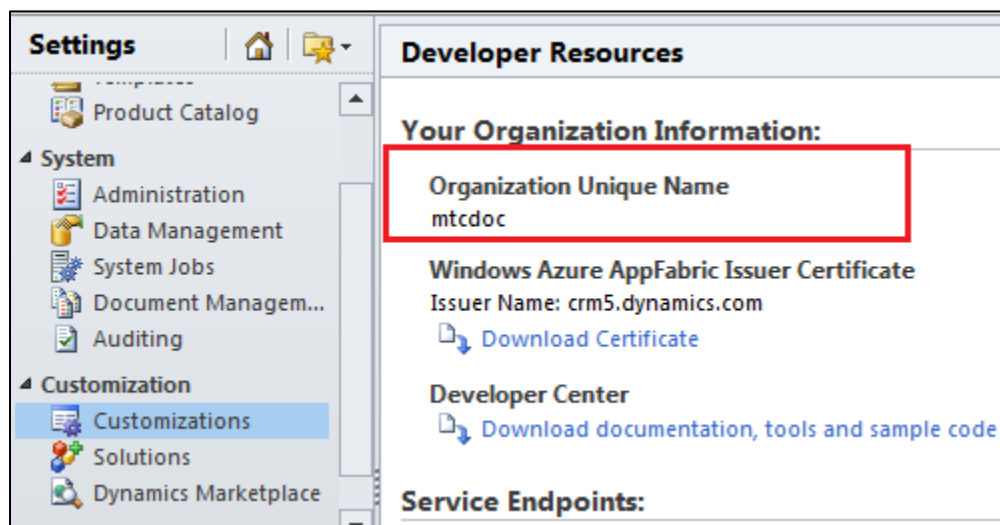 Settings
Product Catalog
System
Administration
Data Management
System Jobs
Document Managem...
Auditing
Customization
Customizations
Solutions
Dynamics Marketplace
Developer Resources
Your Organization Information:
Organization Unique Name
mtcdoc
Windows Azure AppFabric Issuer Certificate
Issuer Name: crm5.dynamics.com
Download Certificate
Developer Center
Download documentation, tools and sample code
Service Endpoints: